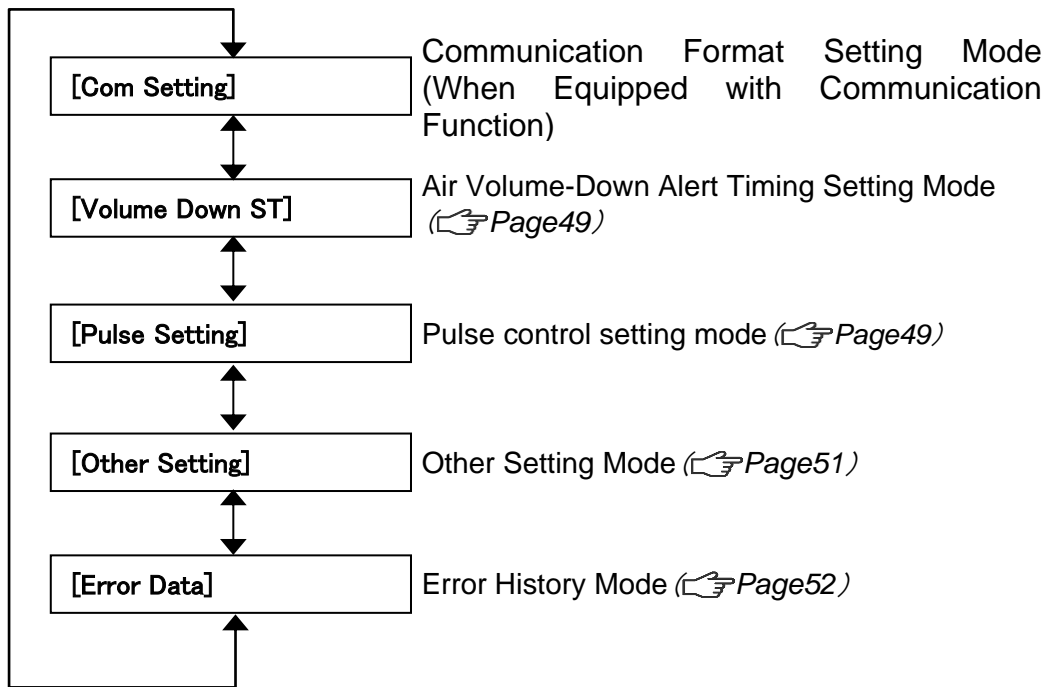 [Com Setting]
Communication Format Setting Mode
(When Equipped with Communication
Function)
[Volume Down ST]
Air Volume-Down Alert Timing Setting Mode
(☞Page49)
[Pulse Setting]
Pulse control setting mode (☞Page49)
[Other Setting]
Other Setting Mode (☞Page51)
[Error Data]
Error History Mode (☞Page52)